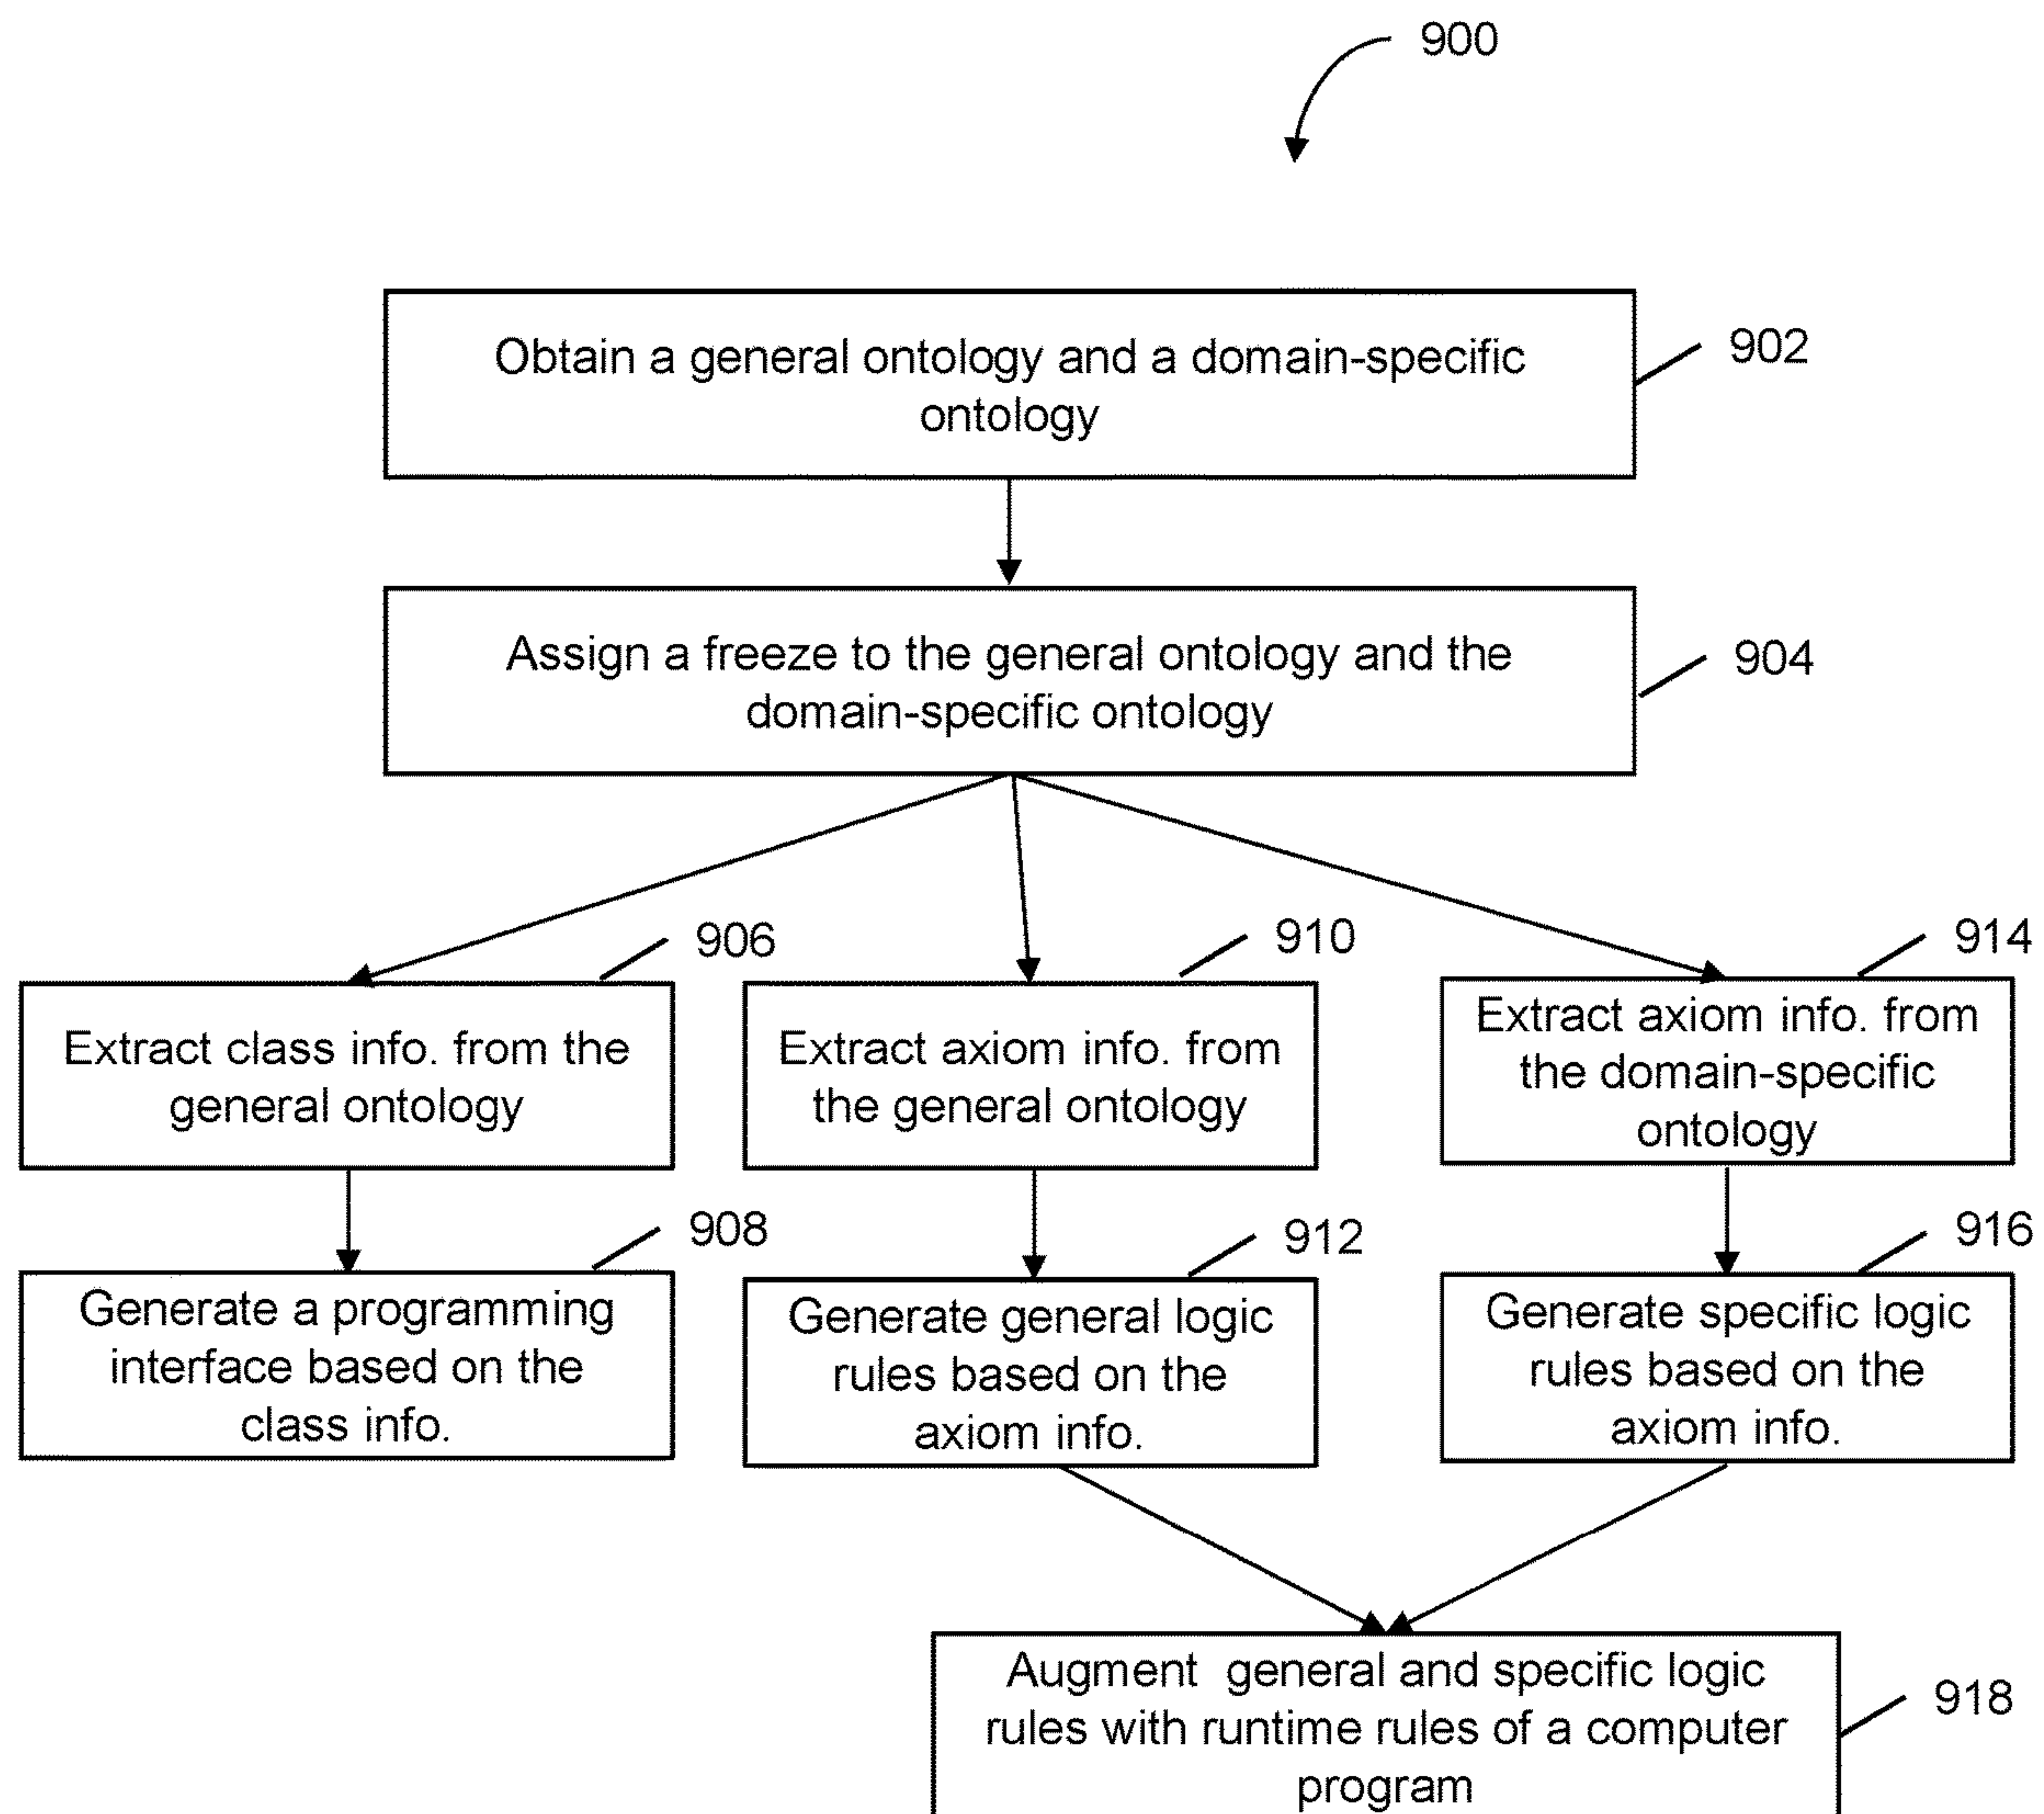 900
Obtain a general ontology and a domain-specific
ontology
902
Assign a freeze to the general ontology and the
domain-specific ontology
904
906
Extract class info. from the
general ontology
910
Extract axiom info. from
the general ontology
914
Extract axiom info. from
the domain-specific
ontology
908
Generate a programming
interface based on the
class info.
912
Generate general logic
rules based on the
axiom info.
916
Generate specific logic
rules based on the
axiom info.
Augment general and specific logic
rules with runtime rules of a computer
program
918